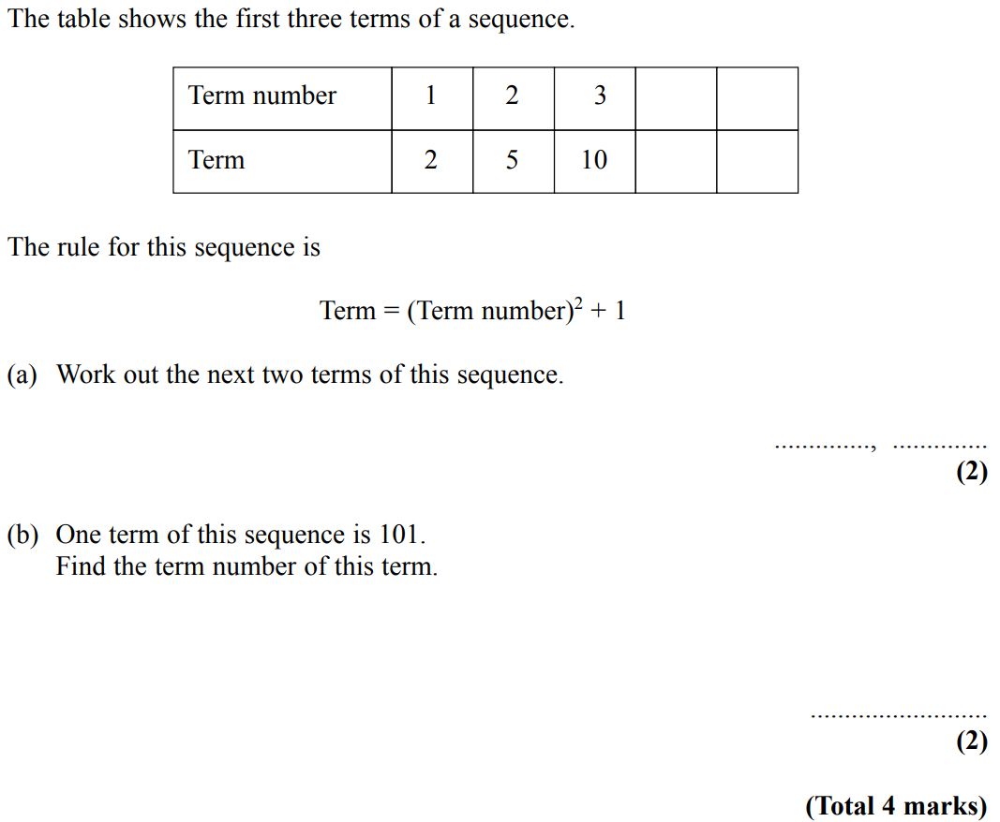 The table shows the first three terms of a sequence.
Term number 1 2 3
Term 2 5 10
The rule for this sequence is
Term = (Term number)² + 1
(a) Work out the next two terms of this sequence.
.............., ..............
(2)
(b) One term of this sequence is 101.
Find the term number of this term.
...........................
(2)
(Total 4 marks)